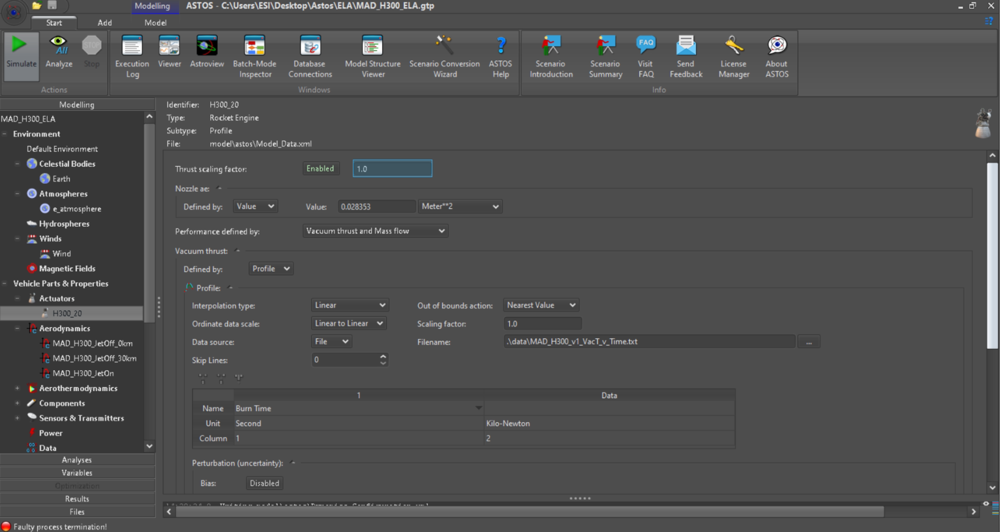 Modelling
ASTOS - C:\Users\ESI\Desktop\Astos\ELA\MAD_H300_ELA.gtp
Start Add Model
Simulate
All
Analyze
STOP
Stop
Actions
Execution Log
Viewer
Astroview
Batch-Mode Inspector
Database Connections
Model Structure Viewer
Scenario Conversion Wizard
ASTOS Help
Windows
Scenario Introduction
Scenario Summary
FAQ
Visit FAQ
Send Feedback
License Manager
About ASTOS
Info
Modelling
MAD_H300_ELA
Environment
Default Environment
Celestial Bodies
Earth
Atmospheres
e_atmosphere
Hydrospheres
Winds
Wind
Magnetic Fields
Vehicle Parts & Properties
Actuators
H300_20
Aerodynamics
MAD_H300_JetOff_0km
MAD_H300_JetOff_30km
MAD_H300_JetOn
Aerothermodynamics
Components
Sensors & Transmitters
Power
Data
Analyses
Variables
Optimization
Results
Files
Faulty process termination!
Identifier: H300_20
Type: Rocket Engine
Subtype: Profile
File: model\astos\Model_Data.xml
Thrust scaling factor: Enabled 1.0
Nozzle ae:
Defined by: Value Value: 0.028353 Meter**2
Performance defined by: Vacuum thrust and Mass flow
Vacuum thrust:
Defined by: Profile
Profile:
Interpolation type: Linear Out of bounds action: Nearest Value
Ordinate data scale: Linear to Linear Scaling factor: 1.0
Data source: File Filename: .\data\MAD_H300_v1_VacT_v_Time.txt ...
Skip Lines: 0
1 Data
Name Burn Time
Unit Second Kilo-Newton
Column 1 2
Perturbation (uncertainty):
Bias: Disabled